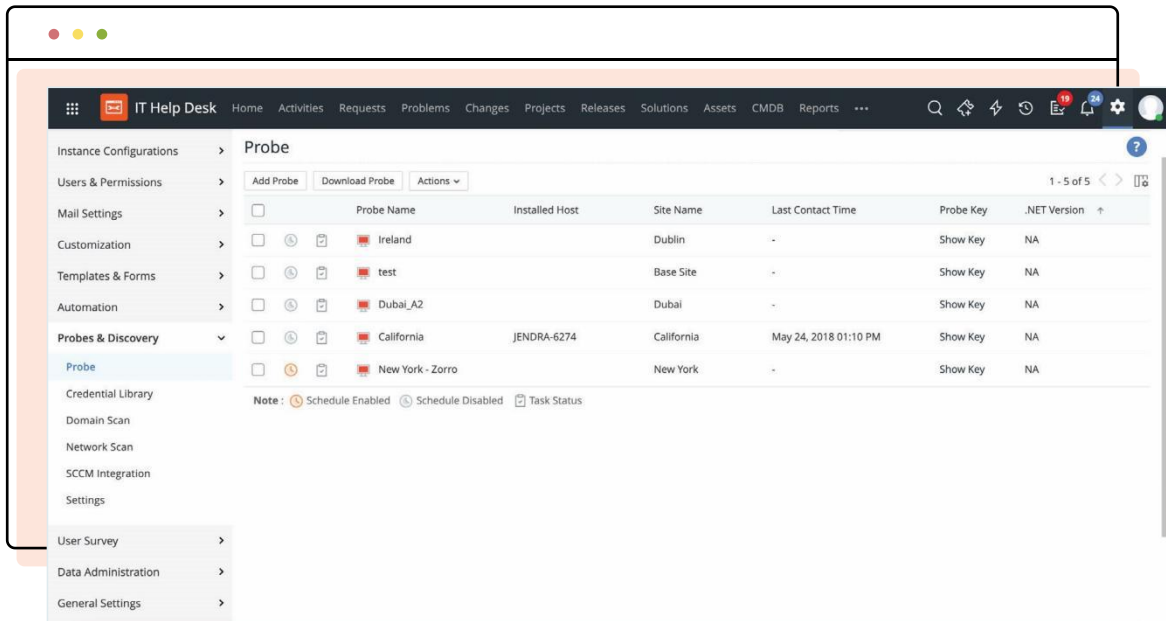 IT Help Desk Home Activities Requests Problems Changes Projects Releases Solutions Assets CMDB Reports 19 24
Instance Configurations
Users & Permissions
Mail Settings
Customization
Templates & Forms
Automation
Probes & Discovery
Probe
Credential Library
Domain Scan
Network Scan
SCCM Integration
Settings
User Survey
Data Administration
General Settings
Probe ?
Add Probe Download Probe Actions 1 - 5 of 5
Probe Name Installed Host Site Name Last Contact Time Probe Key .NET Version
Ireland Dublin - Show Key NA
test Base Site - Show Key NA
Dubai_A2 Dubai - Show Key NA
California JENDRA-6274 California May 24, 2018 01:10 PM Show Key NA
New York - Zorro New York - Show Key NA
Note : Schedule Enabled Schedule Disabled Task Status